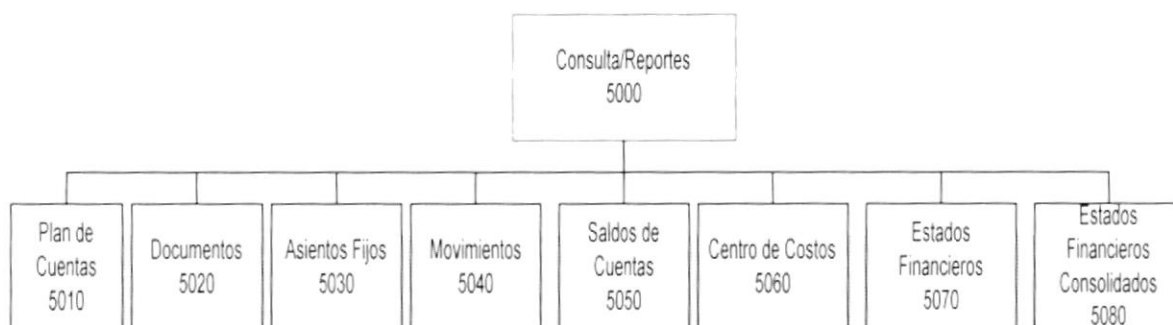 Consulta/Reportes
5000
Plan de
Cuentas
5010
Documentos
5020
Asientos Fijos
5030
Movimientos
5040
Saldos de
Cuentas
5050
Centro de Costos
5060
Estados
Financieros
5070
Estados
Financieros
Consolidados
5080